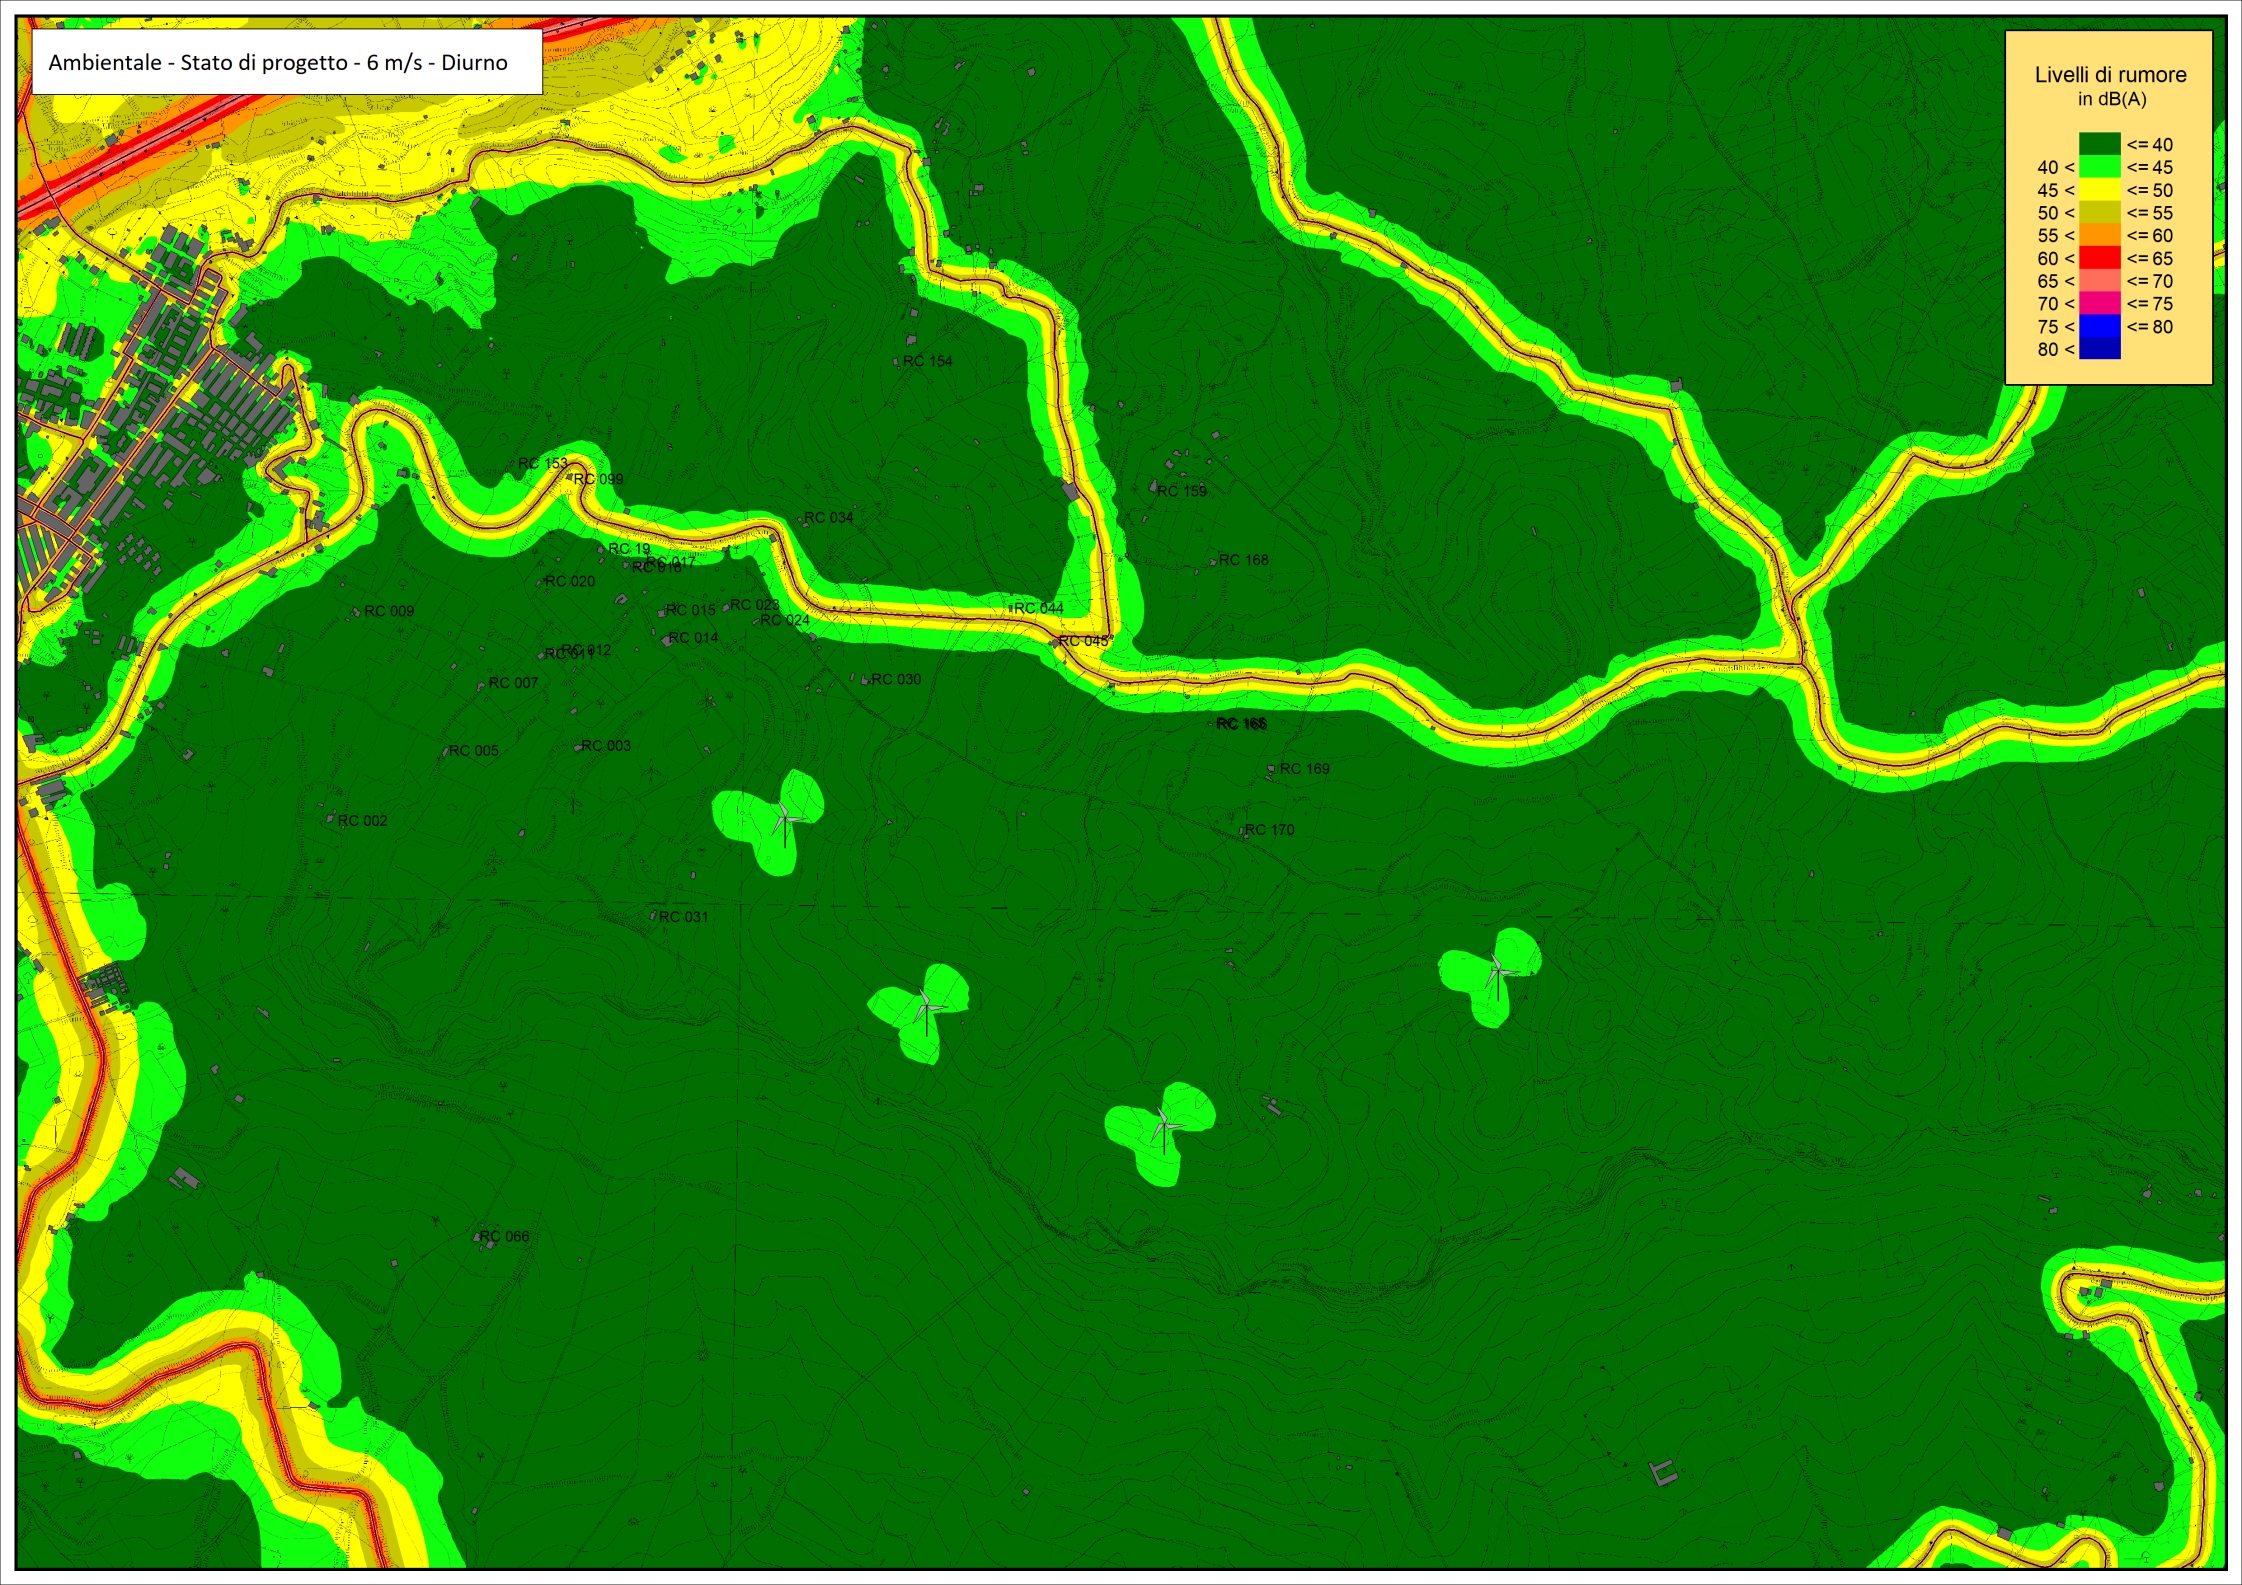 Ambientale - Stato di progetto - 6 m/s - Diurno
Livelli di rumore
in dB(A)
<= 40
40 < <= 45
45 < <= 50
50 < <= 55
55 < <= 60
60 < <= 65
65 < <= 70
70 < <= 75
75 < <= 80
80 <
RC 154
RC 153
RC 099
RC 159
RC 034
RC 19
RC 017
RC 016
RC 168
RC 020
RC 009
RC 015
RC 023
RC 044
RC 024
RC 014
RC 045
RC 012
RC 011
RC 007
RC 030
RC 005
RC 003
RC 169
RC 002
RC 170
RC 031
RC 066